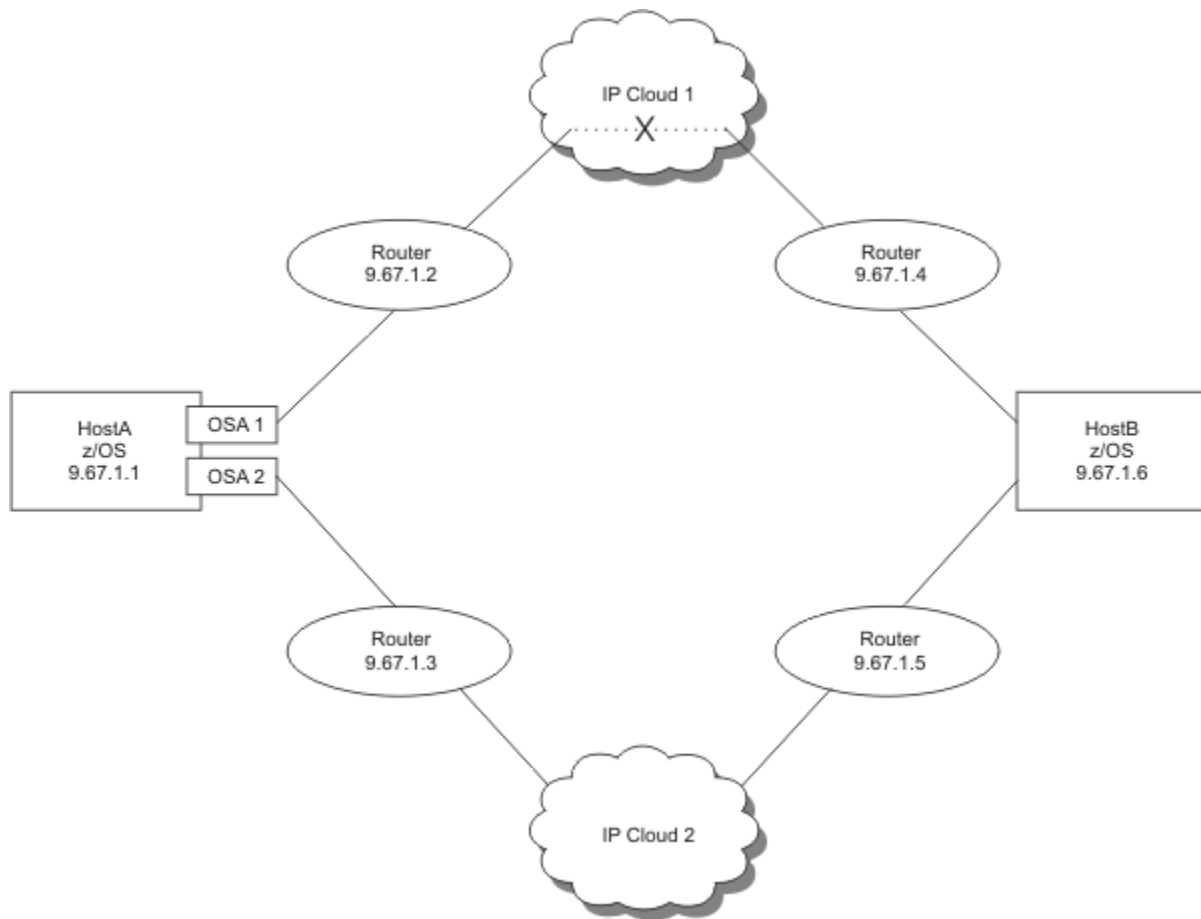 IP Cloud 1
X
Router
9.67.1.2
Router
9.67.1.4
HostA
z/OS
9.67.1.1
OSA 1
OSA 2
HostB
z/OS
9.67.1.6
Router
9.67.1.3
Router
9.67.1.5
IP Cloud 2